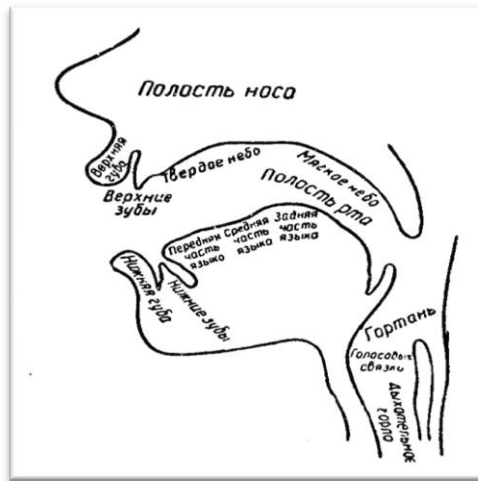 Полость носа
Верхняя
губа
Твердое небо
Мягкое небо
Верхние
зубы
Полость рта
Передняя
часть
языка
Средняя
часть
языка
Задняя
часть
языка
Нижняя губа
Нижние зубы
Гортань
Голосовые
связки
Дыхательное
горло